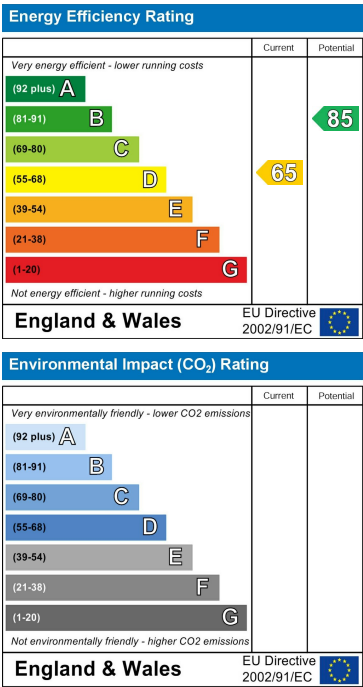 Energy Efficiency Rating
Current Potential
Very energy efficient - lower running costs
(92 plus) A
(81-91) B 85
(69-80) C
(55-68) D 65
(39-54) E
(21-38) F
(1-20) G
Not energy efficient - higher running costs
England & Wales EU Directive
2002/91/EC
Environmental Impact (CO₂) Rating
Current Potential
Very environmentally friendly - lower CO2 emissions
(92 plus) A
(81-91) B
(69-80) C
(55-68) D
(39-54) E
(21-38) F
(1-20) G
Not environmentally friendly - higher CO2 emissions
England & Wales EU Directive
2002/91/EC